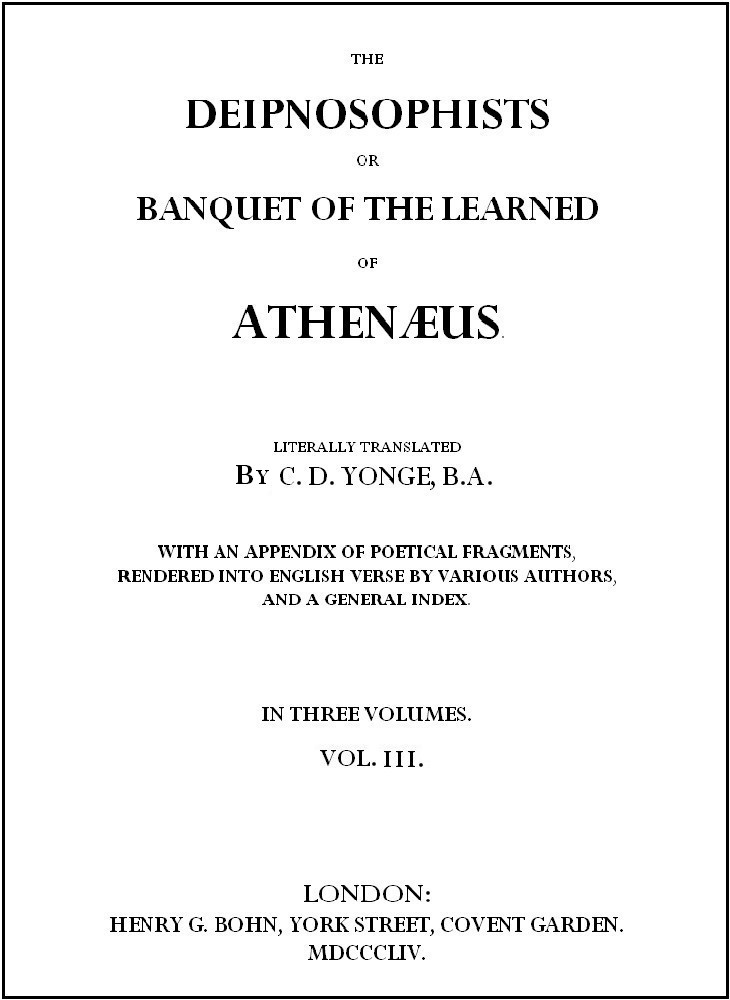 THE
DEIPNOSOPHISTS
OR
BANQUET OF THE LEARNED
OF
ATHENÆUS.
LITERALLY TRANSLATED
BY C. D. YONGE, B.A.
WITH AN APPENDIX OF POETICAL FRAGMENTS,
RENDERED INTO ENGLISH VERSE BY VARIOUS AUTHORS,
AND A GENERAL INDEX.
IN THREE VOLUMES.
VOL. III.
LONDON:
HENRY G. BOHN, YORK STREET, COVENT GARDEN.
MDCCCLIV.